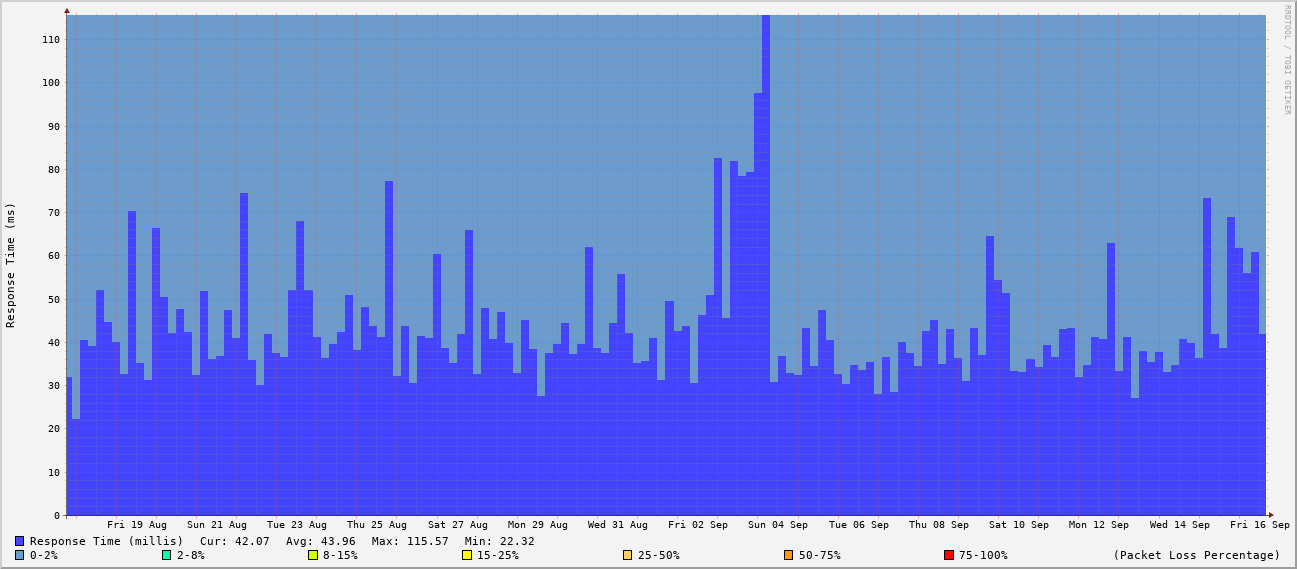 RRDTOOL / TOBI OETIKER
Response Time (ms)
110
100
90
80
70
60
50
40
30
20
10
0
Fri 19 Aug Sun 21 Aug Tue 23 Aug Thu 25 Aug Sat 27 Aug Mon 29 Aug Wed 31 Aug Fri 02 Sep Sun 04 Sep Tue 06 Sep Thu 08 Sep Sat 10 Sep Mon 12 Sep Wed 14 Sep Fri 16 Sep
Response Time (millis) Cur: 42.07 Avg: 43.96 Max: 115.57 Min: 22.32
0-2% 2-8% 8-15% 15-25% 25-50% 50-75% 75-100% (Packet Loss Percentage)